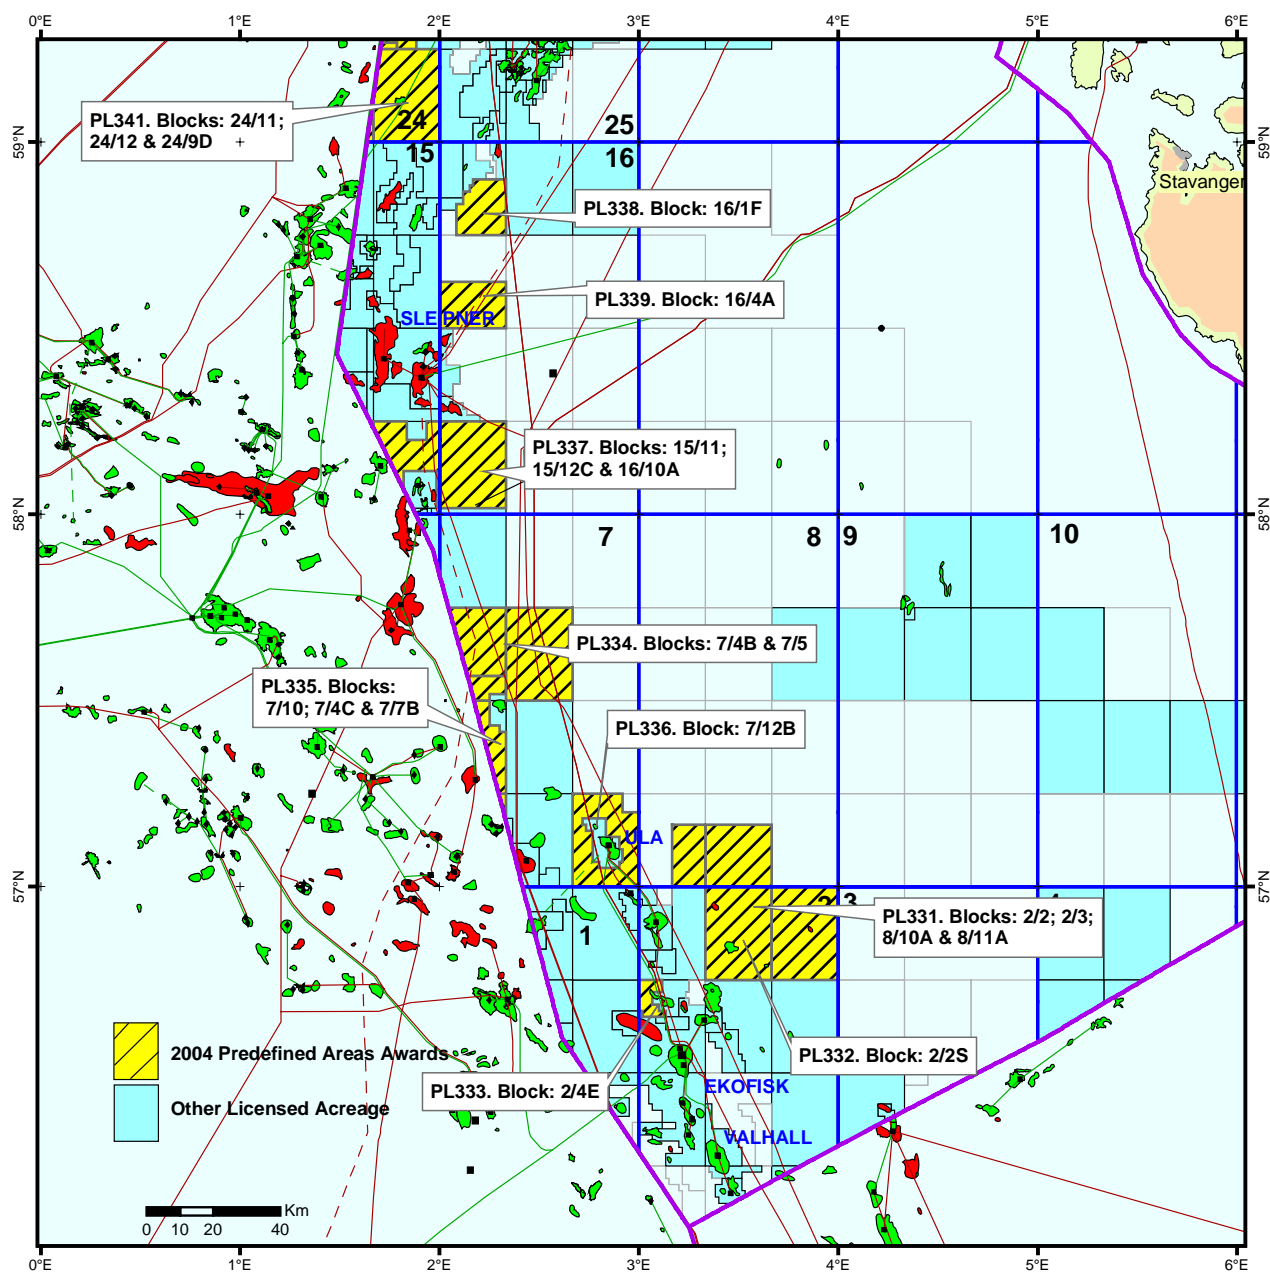 0°E 1°E 2°E 3°E 4°E 5°E 6°E
59°N 59°N
58°N 58°N
57°N 57°N
PL341. Blocks: 24/11;
24/12 & 24/9D
24
25
15
16
Stavanger
PL338. Block: 16/1F
PL339. Block: 16/4A
SLEIPNER
PL337. Blocks: 15/11;
15/12C & 16/10A
7
8
9
10
PL334. Blocks: 7/4B & 7/5
PL335. Blocks:
7/10; 7/4C & 7/7B
PL336. Block: 7/12B
ULA
2
3
1
PL331. Blocks: 2/2; 2/3;
8/10A & 8/11A
PL332. Block: 2/2S
PL333. Block: 2/4E
EKOFISK
VALHALL
2004 Predefined Areas Awards
Other Licensed Acreage
Km
0 10 20 40
0°E 1°E 2°E 3°E 4°E 5°E 6°E